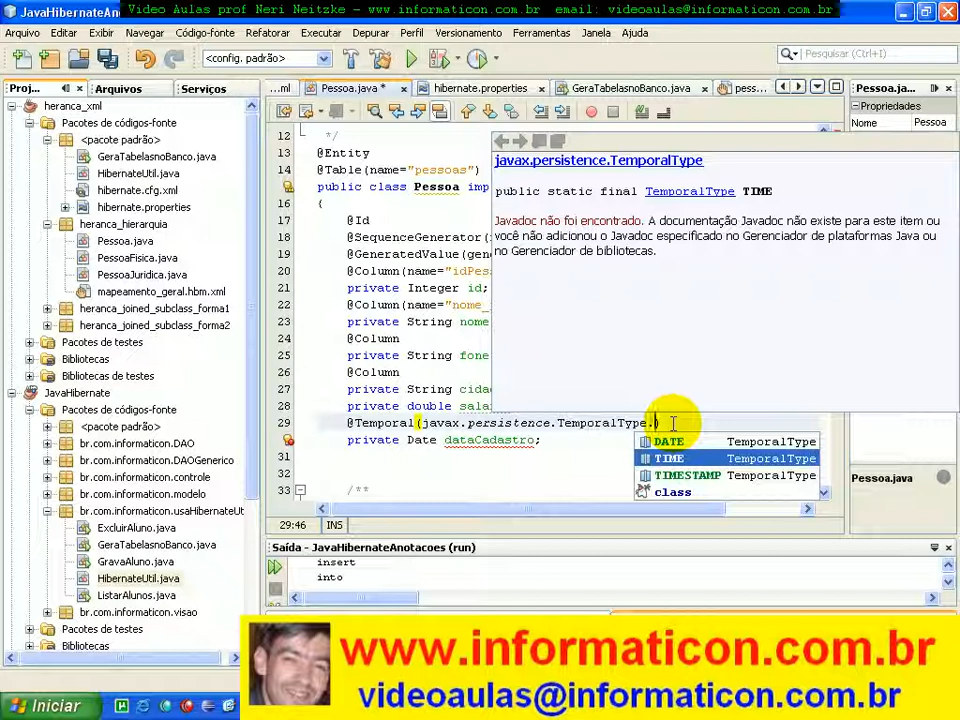 JavaHibernateAn
Video Aulas prof Neri Neitzke - www.informaticon.com.br email: videoaulas@informaticon.com.br
Arquivo Editar Exibir Navegar Código-fonte Refatorar Executar Depurar Perfil Versionamento Ferramentas Janela Ajuda
<config. padrão>
Pesquisar (Ctrl+I)
Proj... Arquivos Serviços
...ml Pessoa.java * hibernate.properties GeraTabelasnoBanco.java pess...
Pessoa.ja...
heranca_xml
Pacotes de códigos-fonte
<pacote padrão>
GeraTabelasnoBanco.java
HibernateUtil.java
hibernate.cfg.xml
hibernate.properties
heranca_hierarquia
Pessoa.java
PessoaFisica.java
PessoaJuridica.java
mapeamento_geral.hbm.xml
heranca_joined_subclass_forma1
heranca_joined_subclass_forma2
Pacotes de testes
Bibliotecas
Bibliotecas de testes
JavaHibernate
Pacotes de códigos-fonte
<pacote padrão>
br.com.informaticon.DAO
br.com.informaticon.DAOGenerico
br.com.informaticon.controle
br.com.informaticon.modelo
br.com.informaticon.usaHibernateUt
ExcluirAluno.java
GeraTabelasnoBanco.java
GravaAluno.java
HibernateUtil.java
ListarAlunos.java
br.com.informaticon.visao
Pacotes de testes
Bibliotecas
12 */
13 @Entity
14 @Table(name="pessoas")
15 public class Pessoa imp
16 {
17 @Id
18 @SequenceGenerator(
19 @GeneratedValue(gen
20 @Column(name="idPes
21 private Integer id;
22 @Column(name="nome_
23 private String nome
24 @Column
25 private String fone
26 @Column
27 private String cida
28 private double sala
29 @Temporal(javax.persistence.TemporalType.)
private Date dataCadastro;
31
32
33 /**
javax.persistence.TemporalType
public static final TemporalType TIME
Javadoc não foi encontrado. A documentação Javadoc não existe para este item ou
você não adicionou o Javadoc especificado no Gerenciador de plataformas Java ou
no Gerenciador de bibliotecas.
DATE TemporalType
TIME TemporalType
TIMESTAMP TemporalType
class
Propriedades
Nome Pessoa
Pessoa.java
29:46 INS
Saída - JavaHibernateAnotacoes (run)
insert
into
www.informaticon.com.br
videoaulas@informaticon.com.br
Iniciar